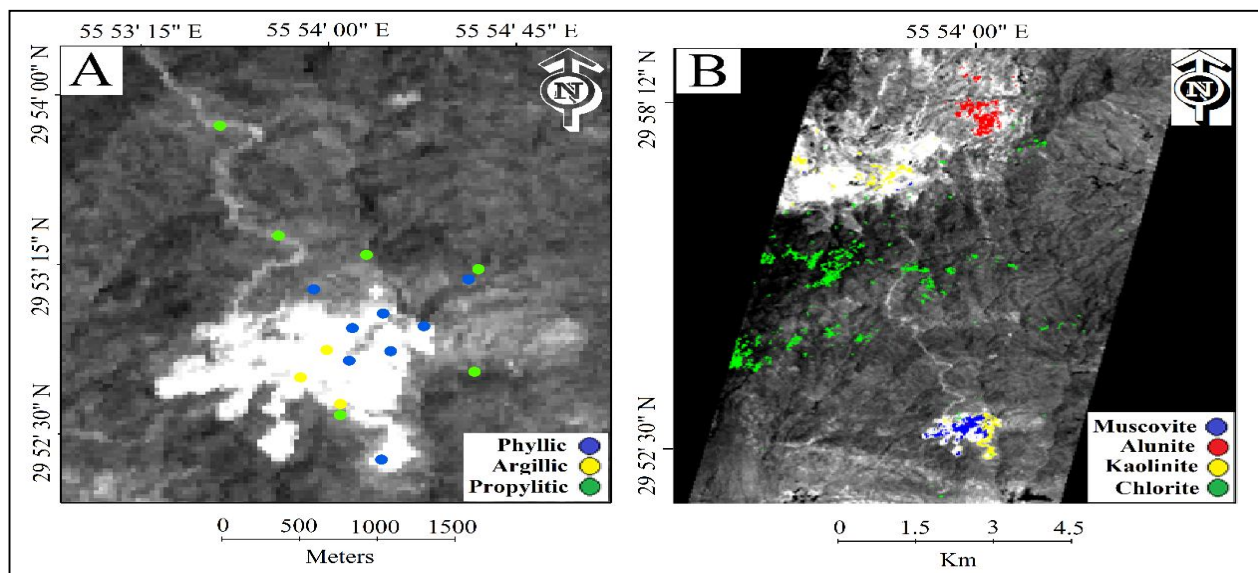 55 53' 15" E
55 54' 00" E
55 54' 45" E
A
N
29 54' 00" N
29 53' 15" N
29 52' 30" N
Phyllic
Argillic
Propylitic
0 500 1000 1500
Meters
55 54' 00" E
B
N
29 58' 12" N
29 52' 30" N
Muscovite
Alunite
Kaolinite
Chlorite
0 1.5 3 4.5
Km